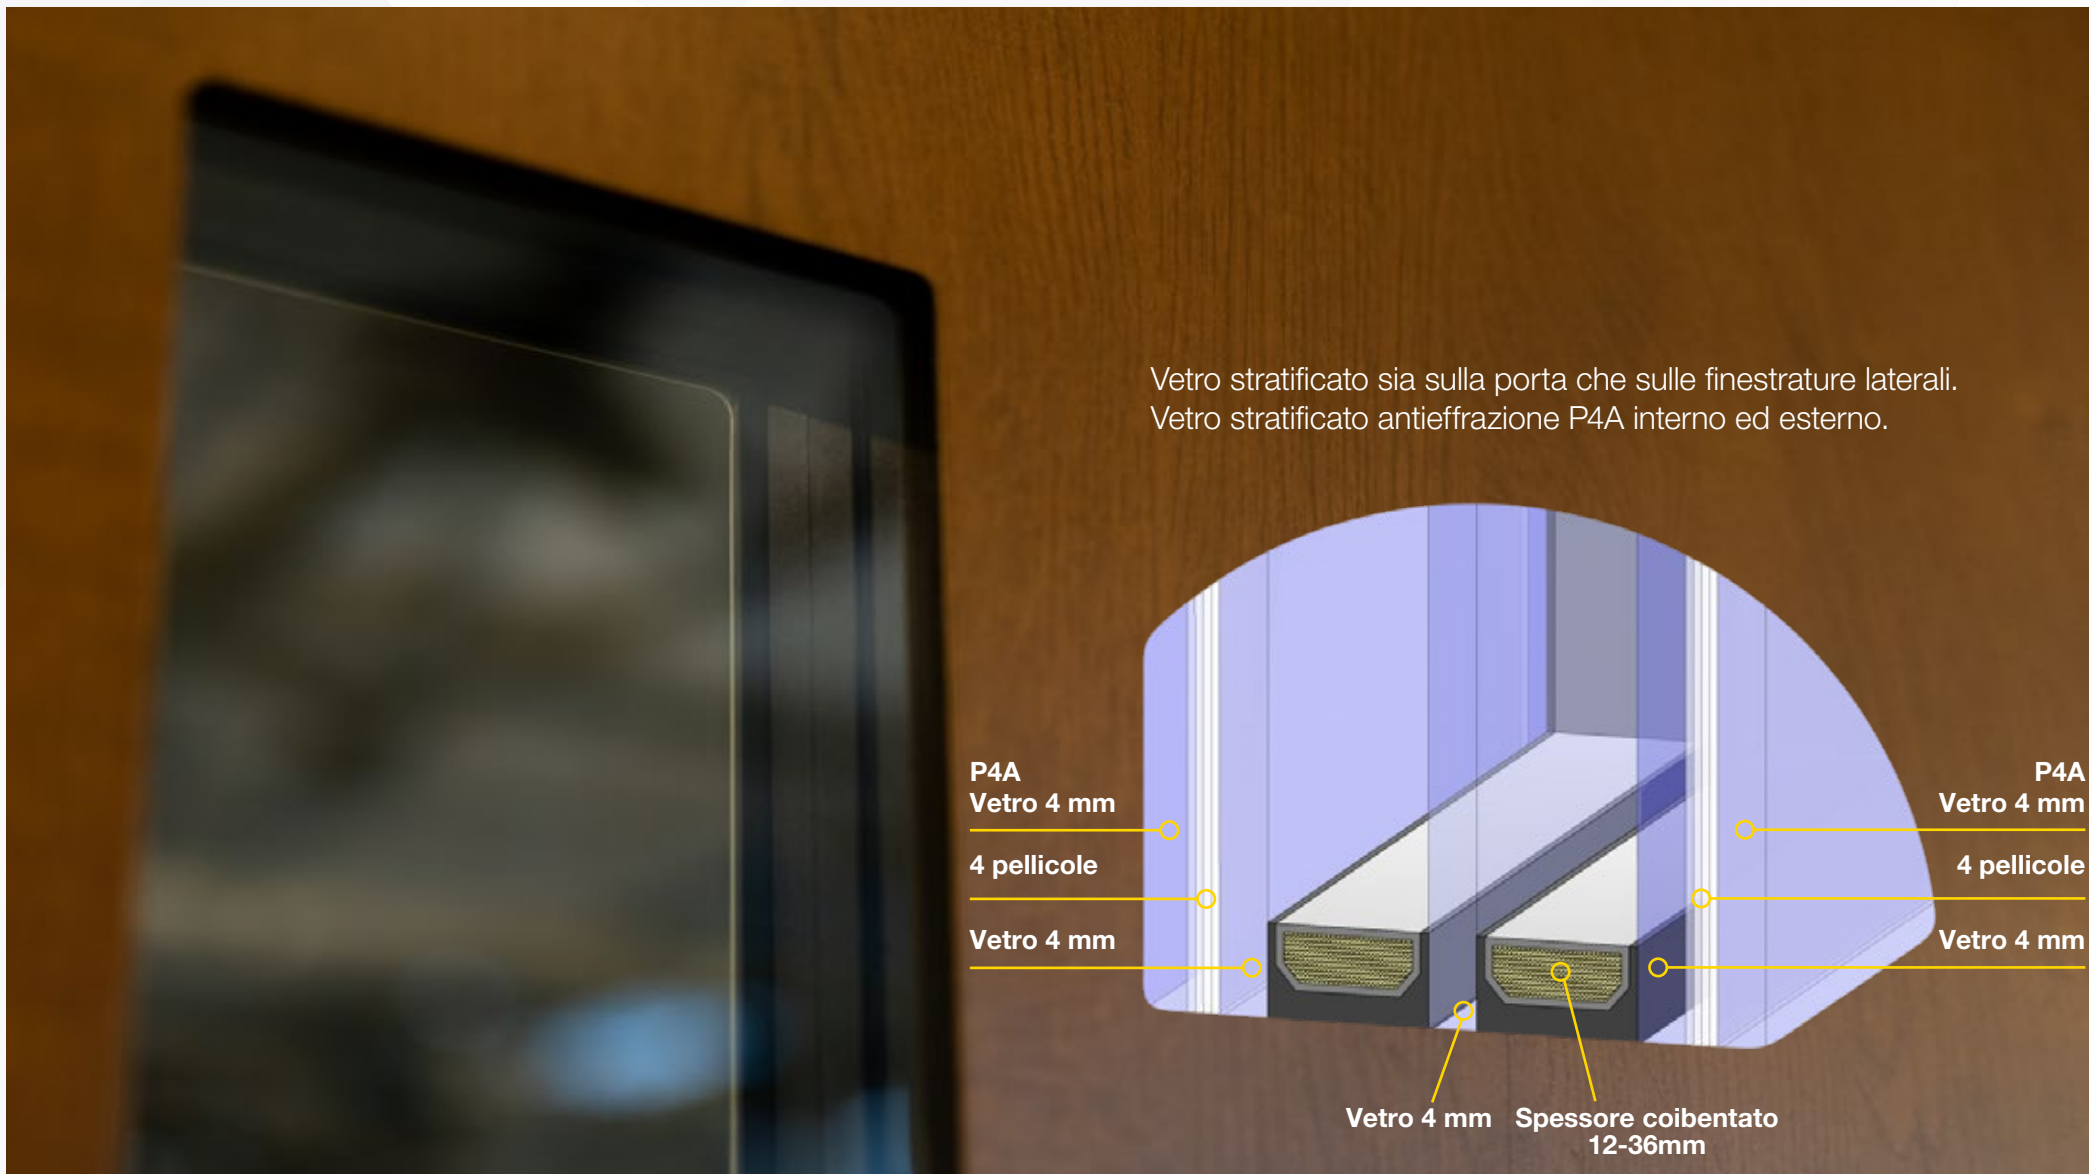 Vetro stratificato sia sulla porta che sulle finestrature laterali.
Vetro stratificato antieffrazione P4A interno ed esterno.
P4A
Vetro 4 mm
4 pellicole
Vetro 4 mm
P4A
Vetro 4 mm
4 pellicole
Vetro 4 mm
Vetro 4 mm
Spessore coibentato
12-36mm